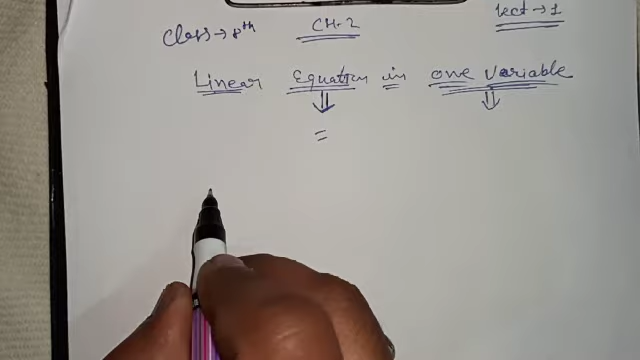 Class → 8th CH-2 Lect → 1
Linear Equation in one Variable
⇓ ⇓
=